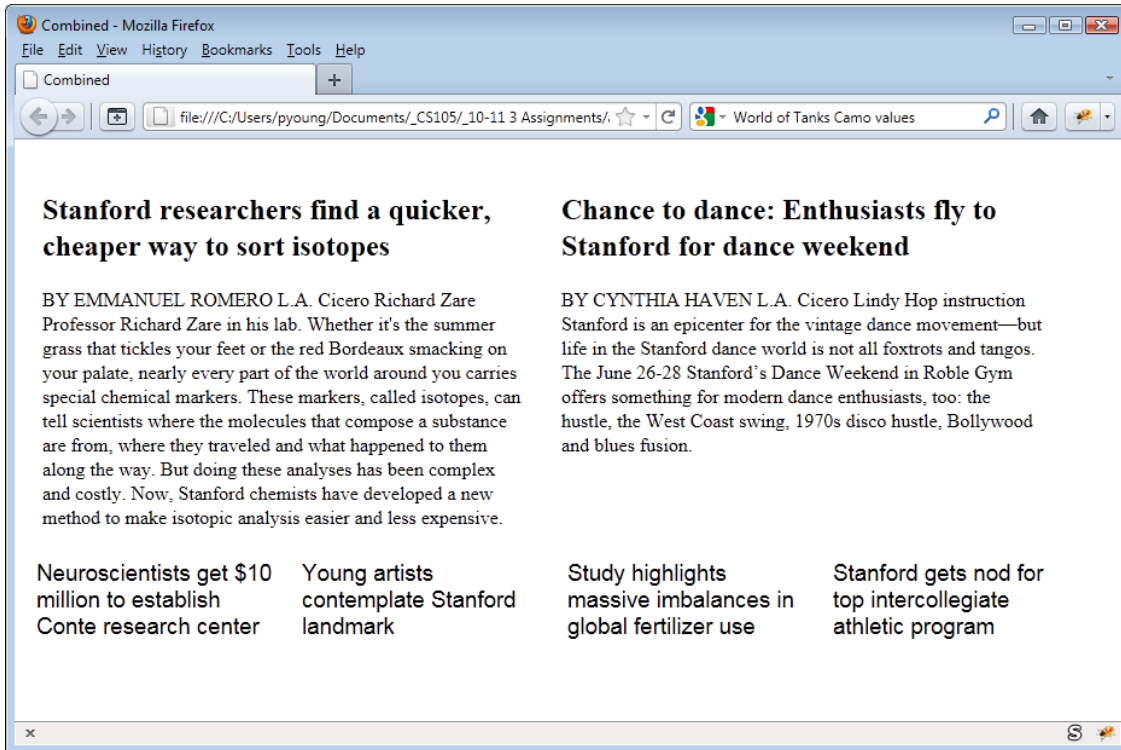 Combined - Mozilla Firefox
File Edit View History Bookmarks Tools Help
Combined
file:///C:/Users/pyoung/Documents/_CS105/_10-11 3 Assignments/ World of Tanks Camo values
Stanford researchers find a quicker,
cheaper way to sort isotopes
BY EMMANUEL ROMERO L.A. Cicero Richard Zare
Professor Richard Zare in his lab. Whether it's the summer
grass that tickles your feet or the red Bordeaux smacking on
your palate, nearly every part of the world around you carries
special chemical markers. These markers, called isotopes, can
tell scientists where the molecules that compose a substance
are from, where they traveled and what happened to them
along the way. But doing these analyses has been complex
and costly. Now, Stanford chemists have developed a new
method to make isotopic analysis easier and less expensive.
Chance to dance: Enthusiasts fly to
Stanford for dance weekend
BY CYNTHIA HAVEN L.A. Cicero Lindy Hop instruction
Stanford is an epicenter for the vintage dance movement—but
life in the Stanford dance world is not all foxtrots and tangos.
The June 26-28 Stanford’s Dance Weekend in Roble Gym
offers something for modern dance enthusiasts, too: the
hustle, the West Coast swing, 1970s disco hustle, Bollywood
and blues fusion.
Neuroscientists get $10
million to establish
Conte research center
Young artists
contemplate Stanford
landmark
Study highlights
massive imbalances in
global fertilizer use
Stanford gets nod for
top intercollegiate
athletic program
S